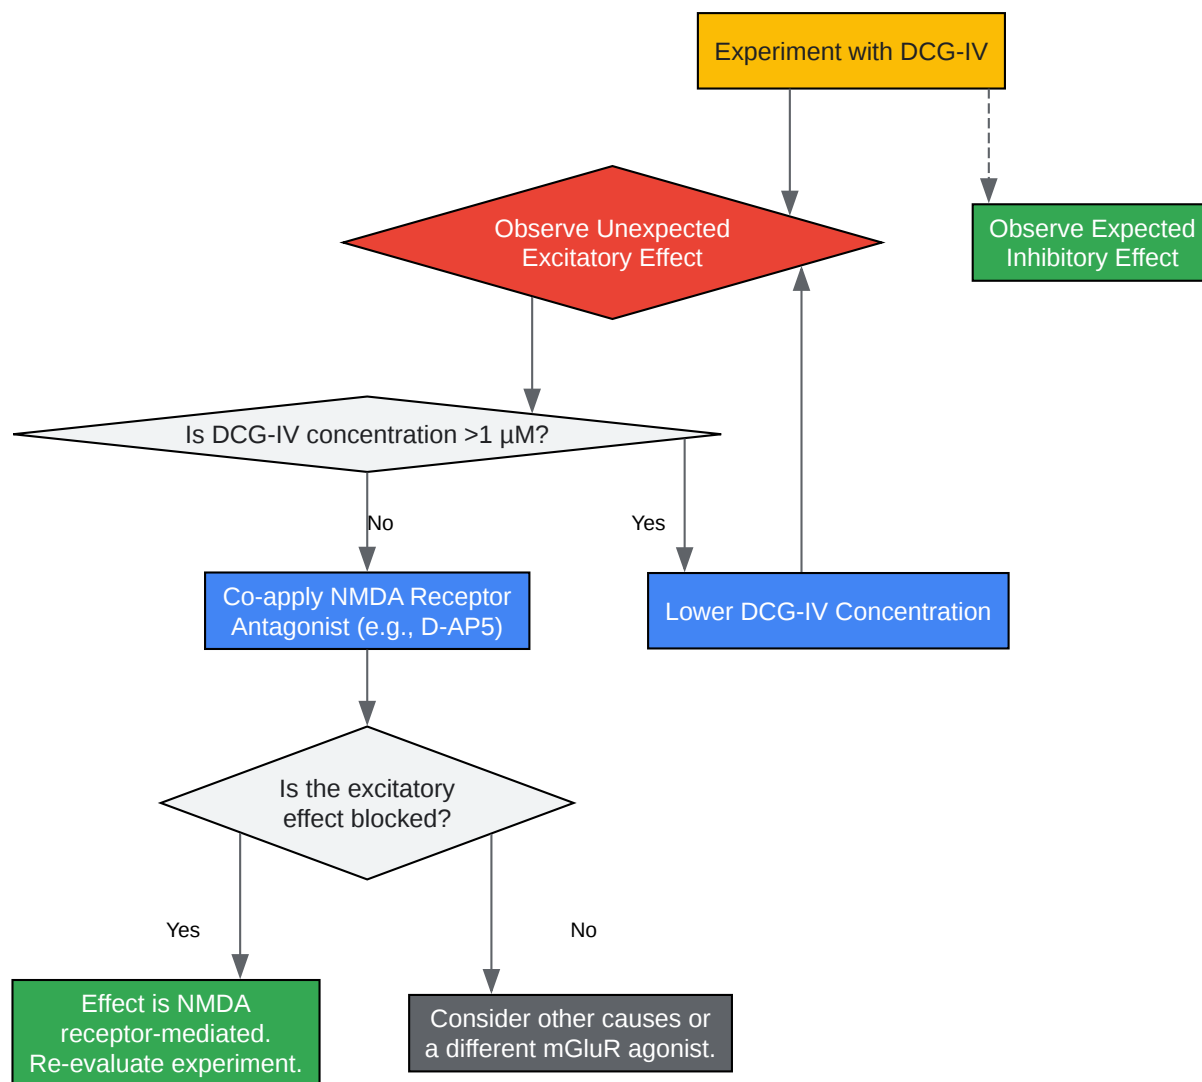 Experiment with DCG-IV
Observe Unexpected
Excitatory Effect
Observe Expected
Inhibitory Effect
Is DCG-IV concentration >1 µM?
No
Yes
Co-apply NMDA Receptor
Antagonist (e.g., D-AP5)
Lower DCG-IV Concentration
Is the excitatory
effect blocked?
Yes
No
Effect is NMDA
receptor-mediated.
Re-evaluate experiment.
Consider other causes or
a different mGluR agonist.